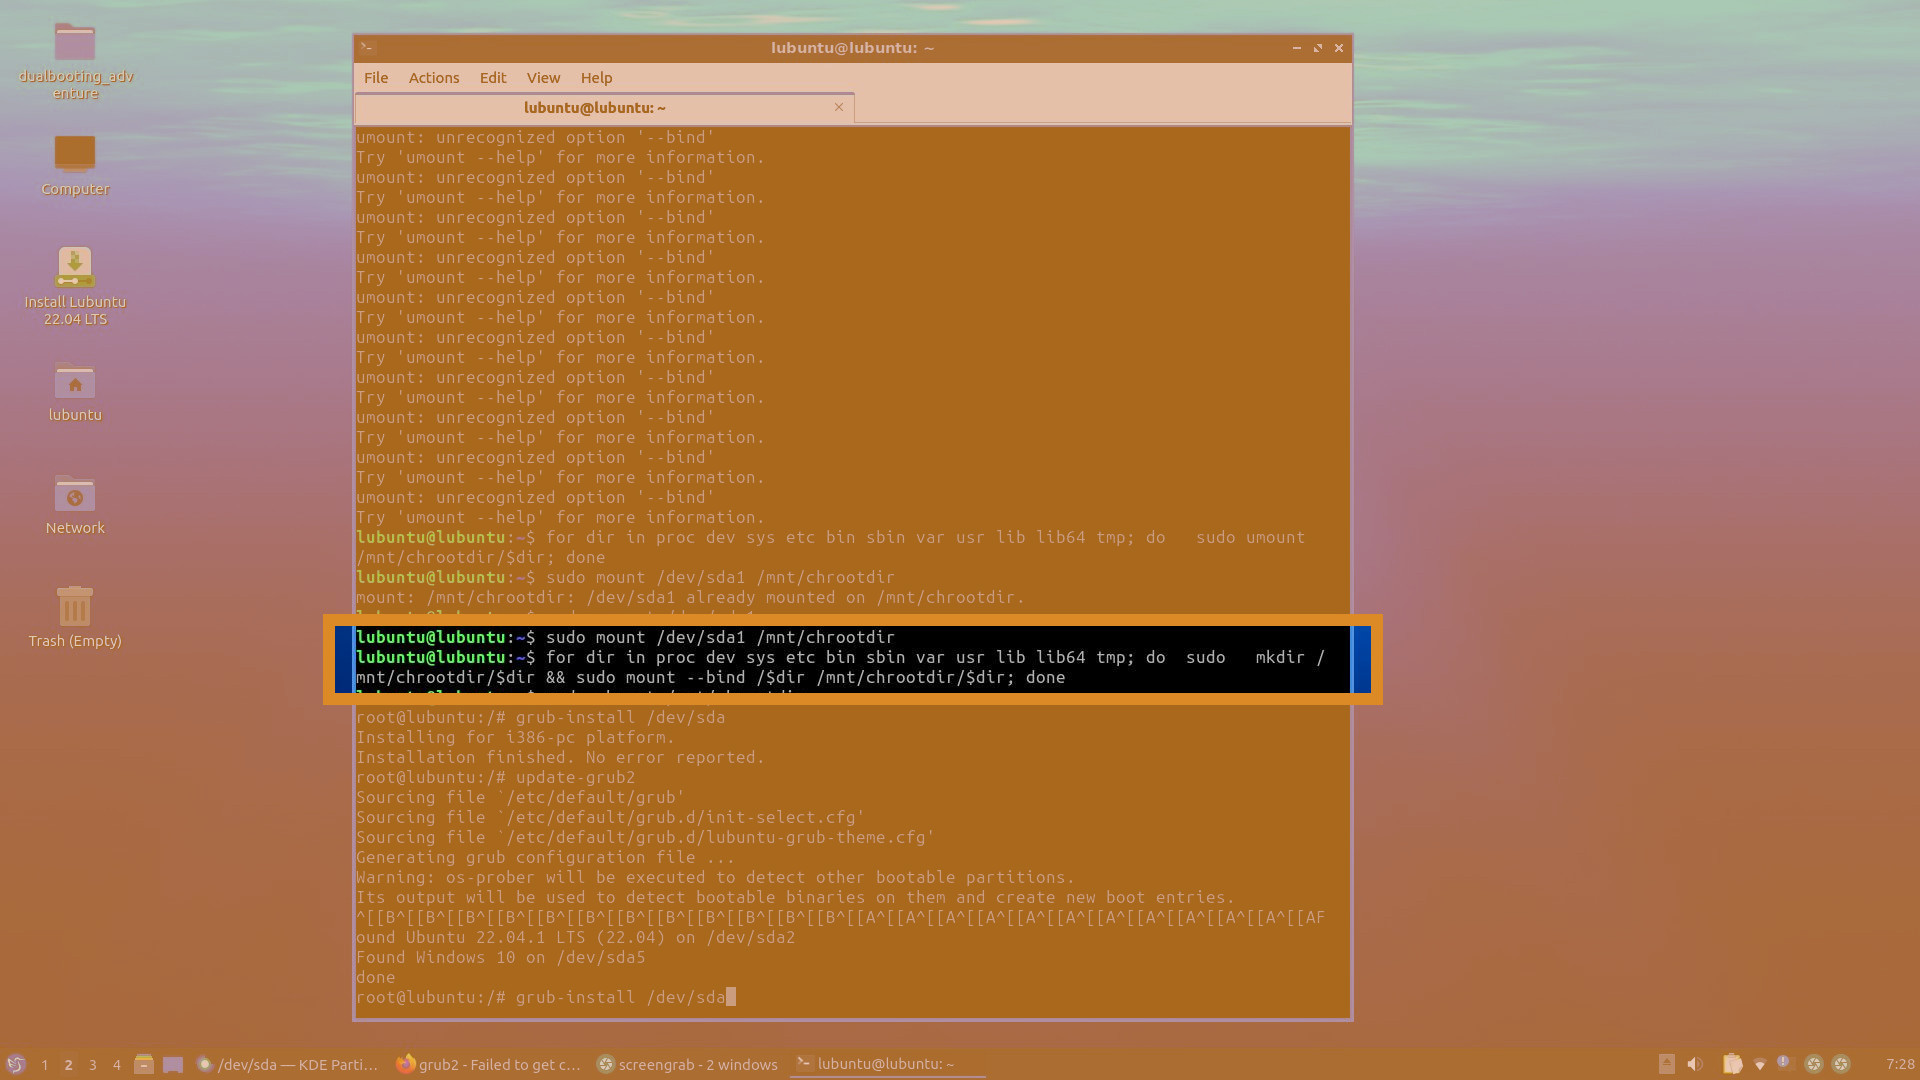 dualbooting_adv
enture
Computer
Install Lubuntu
22.04 LTS
lubuntu
Network
Trash (Empty)
lubuntu@lubuntu: ~
File Actions Edit View Help
lubuntu@lubuntu: ~
umount: unrecognized option '--bind'
Try 'umount --help' for more information.
umount: unrecognized option '--bind'
Try 'umount --help' for more information.
umount: unrecognized option '--bind'
Try 'umount --help' for more information.
umount: unrecognized option '--bind'
Try 'umount --help' for more information.
umount: unrecognized option '--bind'
Try 'umount --help' for more information.
umount: unrecognized option '--bind'
Try 'umount --help' for more information.
umount: unrecognized option '--bind'
Try 'umount --help' for more information.
umount: unrecognized option '--bind'
Try 'umount --help' for more information.
umount: unrecognized option '--bind'
Try 'umount --help' for more information.
umount: unrecognized option '--bind'
Try 'umount --help' for more information.
lubuntu@lubuntu:~$ for dir in proc dev sys etc bin sbin var usr lib lib64 tmp; do   sudo umount
/mnt/chrootdir/$dir; done
lubuntu@lubuntu:~$ sudo mount /dev/sda1 /mnt/chrootdir
mount: /mnt/chrootdir: /dev/sda1 already mounted on /mnt/chrootdir.
lubuntu@lubuntu:~$ sudo mount /dev/sda1 /mnt/chrootdir
lubuntu@lubuntu:~$ for dir in proc dev sys etc bin sbin var usr lib lib64 tmp; do  sudo   mkdir /
mnt/chrootdir/$dir && sudo mount --bind /$dir /mnt/chrootdir/$dir; done
root@lubuntu:/# grub-install /dev/sda
Installing for i386-pc platform.
Installation finished. No error reported.
root@lubuntu:/# update-grub2
Sourcing file `/etc/default/grub'
Sourcing file `/etc/default/grub.d/init-select.cfg'
Sourcing file `/etc/default/grub.d/lubuntu-grub-theme.cfg'
Generating grub configuration file ...
Warning: os-prober will be executed to detect other bootable partitions.
Its output will be used to detect bootable binaries on them and create new boot entries.
^[[B^[[B^[[B^[[B^[[B^[[B^[[B^[[B^[[B^[[B^[[B^[[B^[[A^[[A^[[A^[[A^[[A^[[A^[[A^[[A^[[A^[[A^[[A^[[AF
ound Ubuntu 22.04.1 LTS (22.04) on /dev/sda2
Found Windows 10 on /dev/sda5
done
root@lubuntu:/# grub-install /dev/sda
1 2 3 4 /dev/sda — KDE Parti... grub2 - Failed to get c... screengrab - 2 windows lubuntu@lubuntu: ~ 7:28